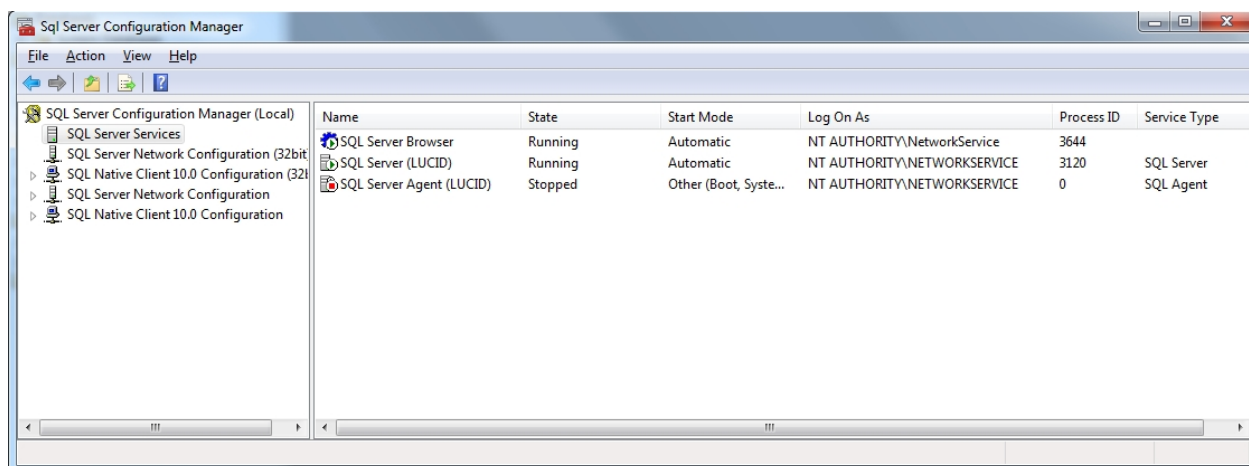 Sql Server Configuration Manager
File Action View Help
SQL Server Configuration Manager (Local)
SQL Server Services
SQL Server Network Configuration (32bit
SQL Native Client 10.0 Configuration (32b
SQL Server Network Configuration
SQL Native Client 10.0 Configuration
Name State Start Mode Log On As Process ID Service Type
SQL Server Browser Running Automatic NT AUTHORITY\NetworkService 3644
SQL Server (LUCID) Running Automatic NT AUTHORITY\NETWORKSERVICE 3120 SQL Server
SQL Server Agent (LUCID) Stopped Other (Boot, Syste... NT AUTHORITY\NETWORKSERVICE 0 SQL Agent